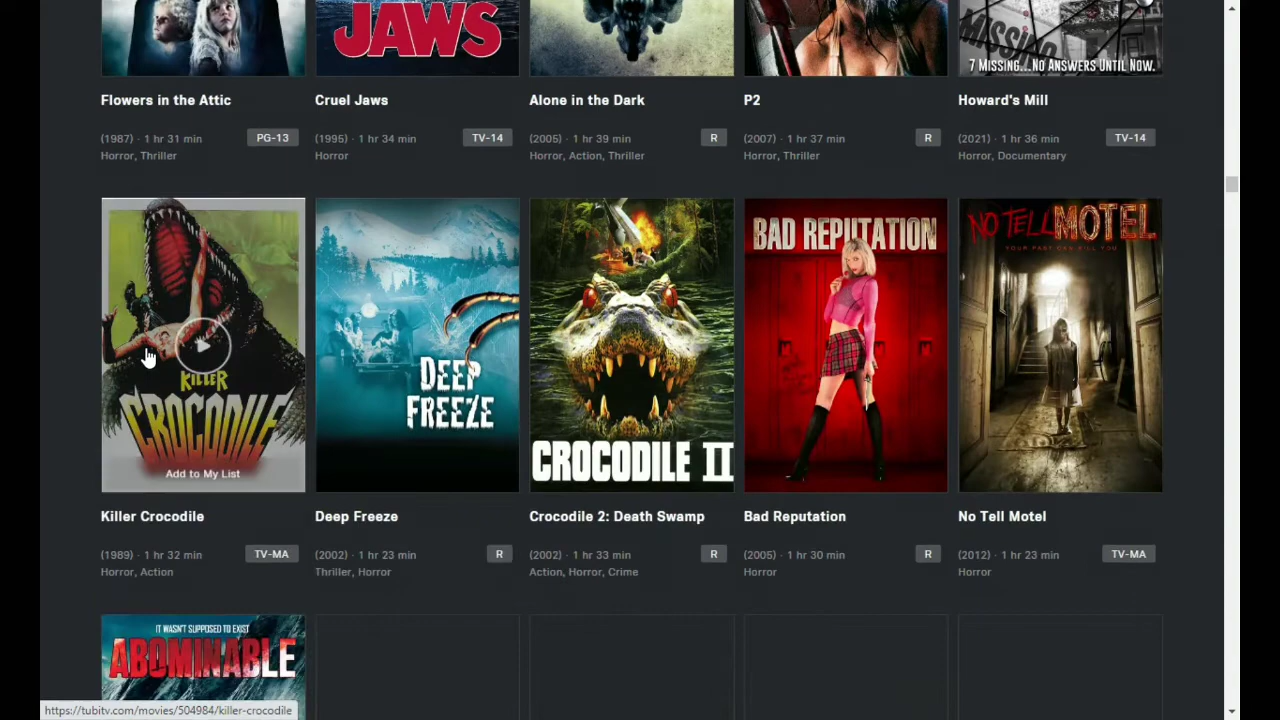 JAWS
MISSING
7 MISSING...NO ANSWERS UNTIL NOW.
Flowers in the Attic
Cruel Jaws
Alone in the Dark
P2
Howard's Mill
(1987) · 1 hr 31 min
PG-13
(1995) · 1 hr 34 min
TV-14
(2005) · 1 hr 39 min
R
(2007) · 1 hr 37 min
R
(2021) · 1 hr 36 min
TV-14
Horror, Thriller
Horror
Horror, Action, Thriller
Horror, Thriller
Horror, Documentary
KILLER
CROCODILE
Add to My List
DEEP
FREEZE
CROCODILE II
BAD REPUTATION
NO TELL MOTEL
YOUR PAST CAN KILL YOU
Killer Crocodile
Deep Freeze
Crocodile 2: Death Swamp
Bad Reputation
No Tell Motel
(1989) · 1 hr 32 min
TV-MA
(2002) · 1 hr 23 min
R
(2002) · 1 hr 33 min
R
(2005) · 1 hr 30 min
R
(2012) · 1 hr 23 min
TV-MA
Horror, Action
Thriller, Horror
Action, Horror, Crime
Horror
Horror
IT WASN'T SUPPOSED TO EXIST
ABOMINABLE
https://tubitv.com/movies/504984/killer-crocodile